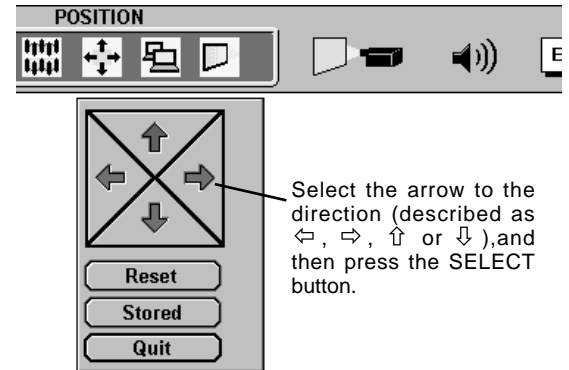 POSITION
E
Select the arrow to the
direction (described as
⇦ , ⇨ , ⇧ or ⇩ ),and
then press the SELECT
button.
Reset
Stored
Quit